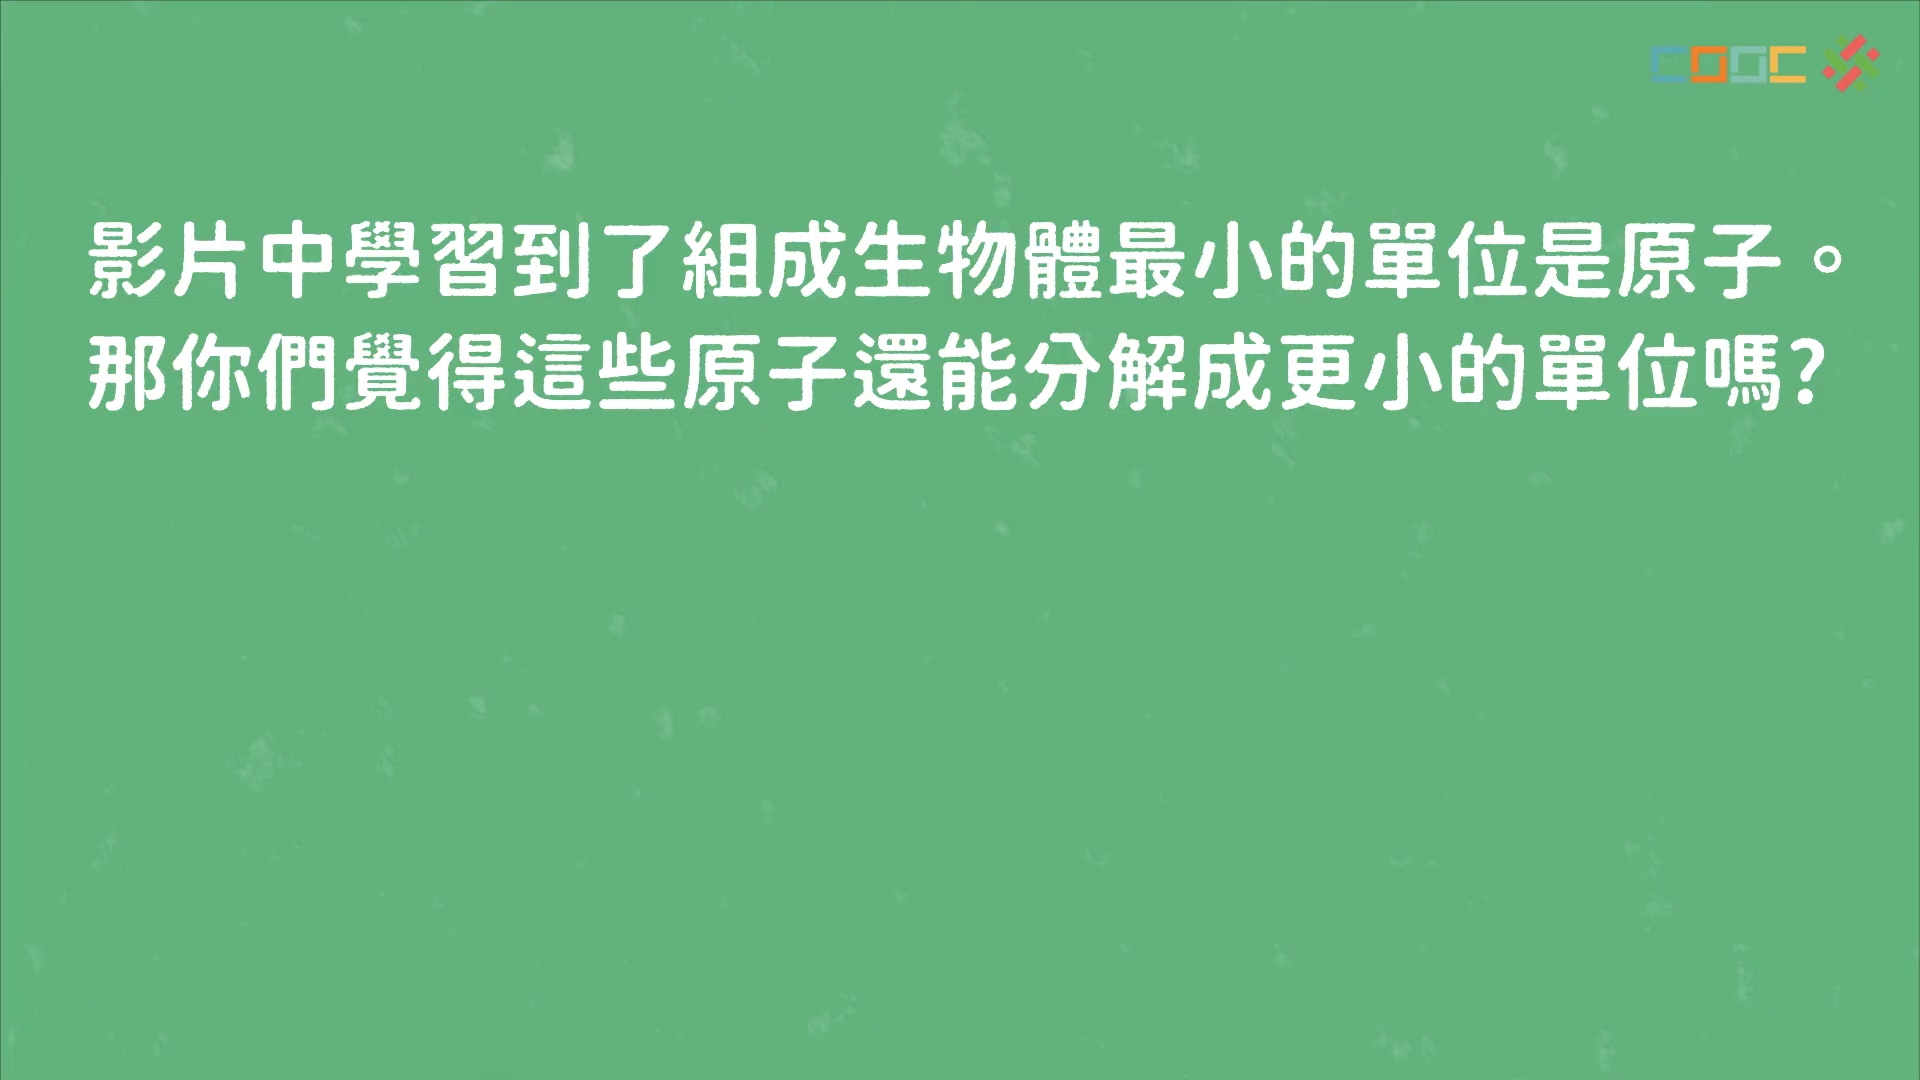 COOC
影片中學習到了組成生物體最小的單位是原子。
那你們覺得這些原子還能分解成更小的單位嗎?